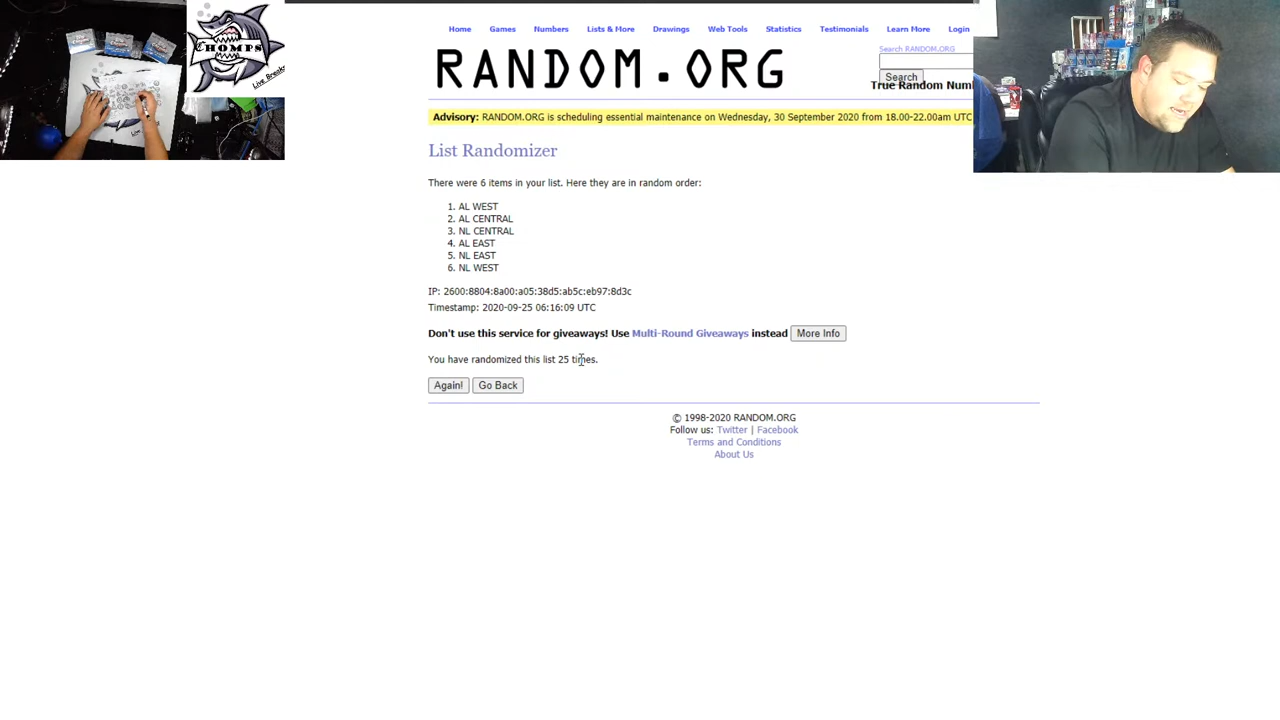 CHOMPS
Live Breaks
Home Games Numbers Lists & More Drawings Web Tools Statistics Testimonials Learn More Login
RANDOM.ORG
Search RANDOM.ORG
Search
True Random Num
Advisory: RANDOM.ORG is scheduling essential maintenance on Wednesday, 30 September 2020 from 18.00-22.00am UTC
List Randomizer
There were 6 items in your list. Here they are in random order:
1. AL WEST
2. AL CENTRAL
3. NL CENTRAL
4. AL EAST
5. NL EAST
6. NL WEST
IP: 2600:8804:8a00:a05:38d5:ab5c:eb97:8d3c
Timestamp: 2020-09-25 06:16:09 UTC
Don't use this service for giveaways! Use Multi-Round Giveaways instead More Info
You have randomized this list 25 times.
Again! Go Back
© 1998-2020 RANDOM.ORG
Follow us: Twitter | Facebook
Terms and Conditions
About Us